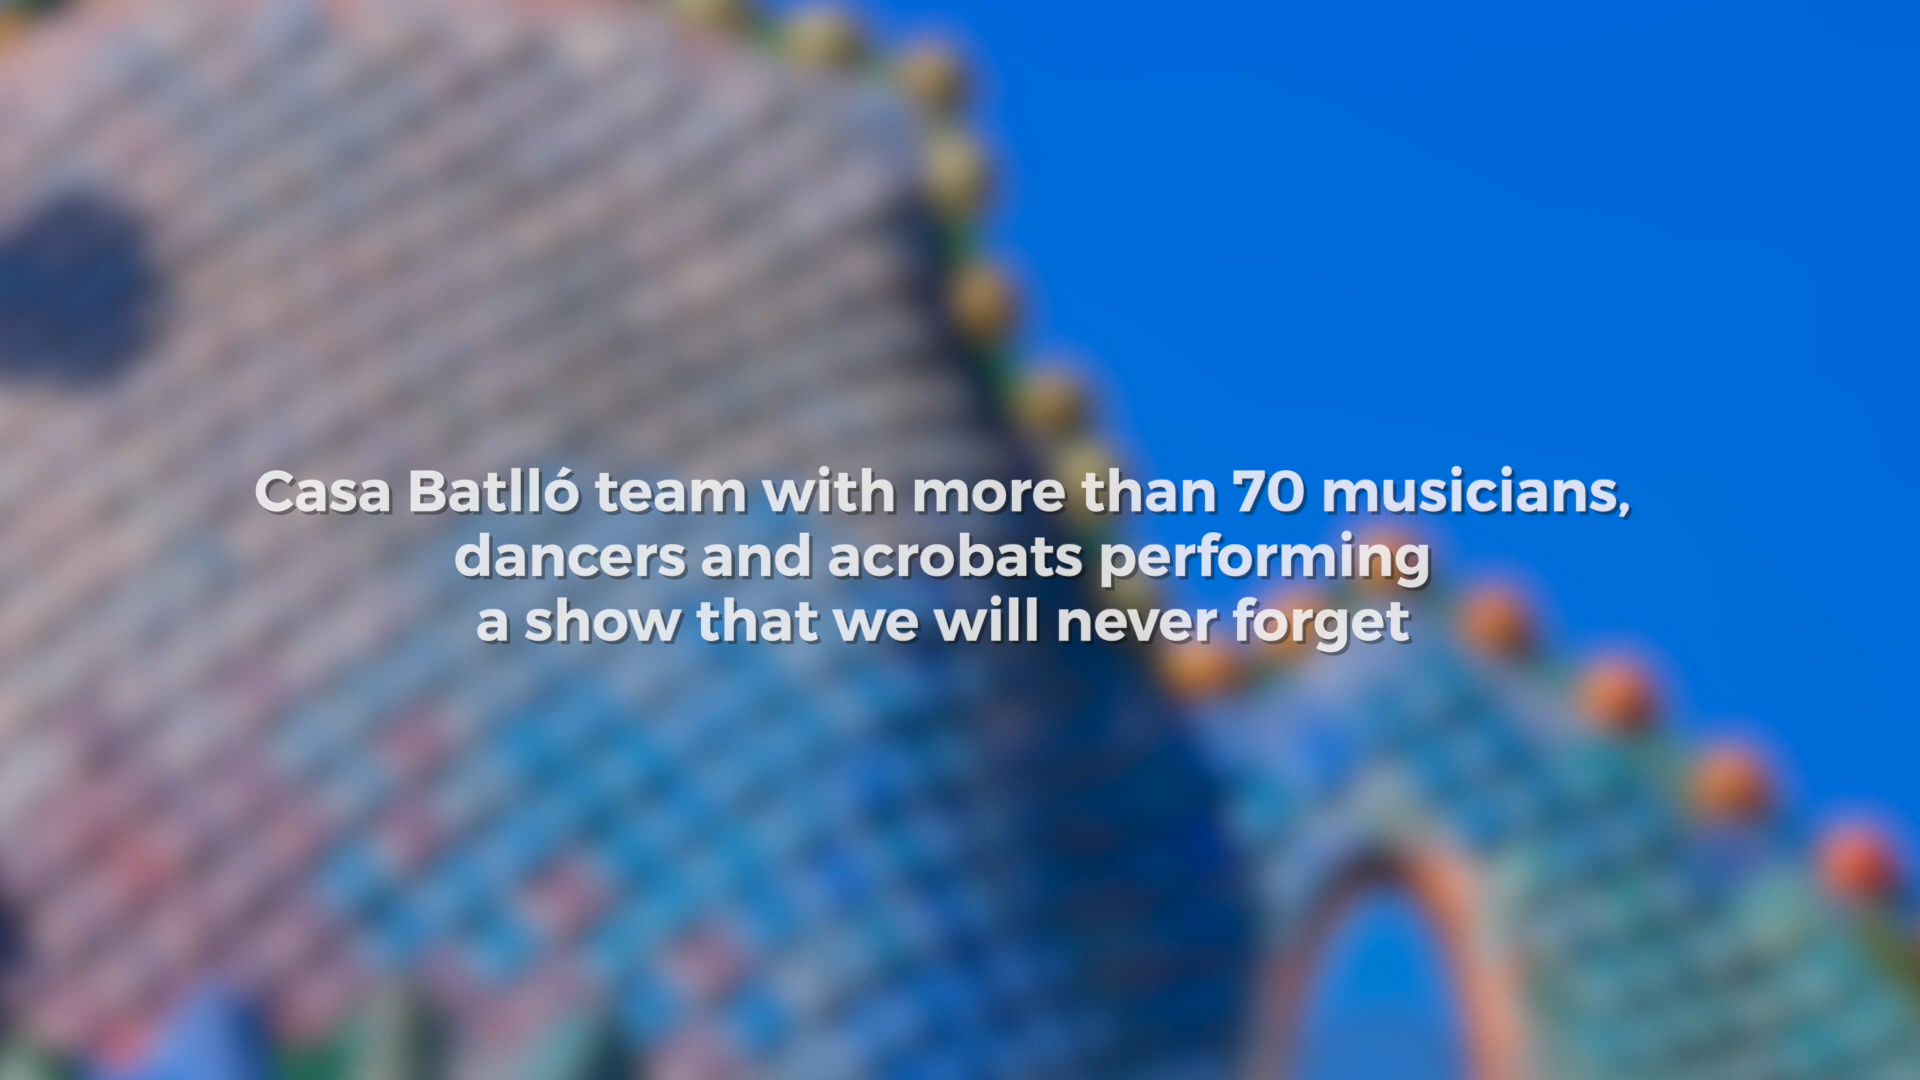 Casa Batlló team with more than 70 musicians,
dancers and acrobats performing
a show that we will never forget